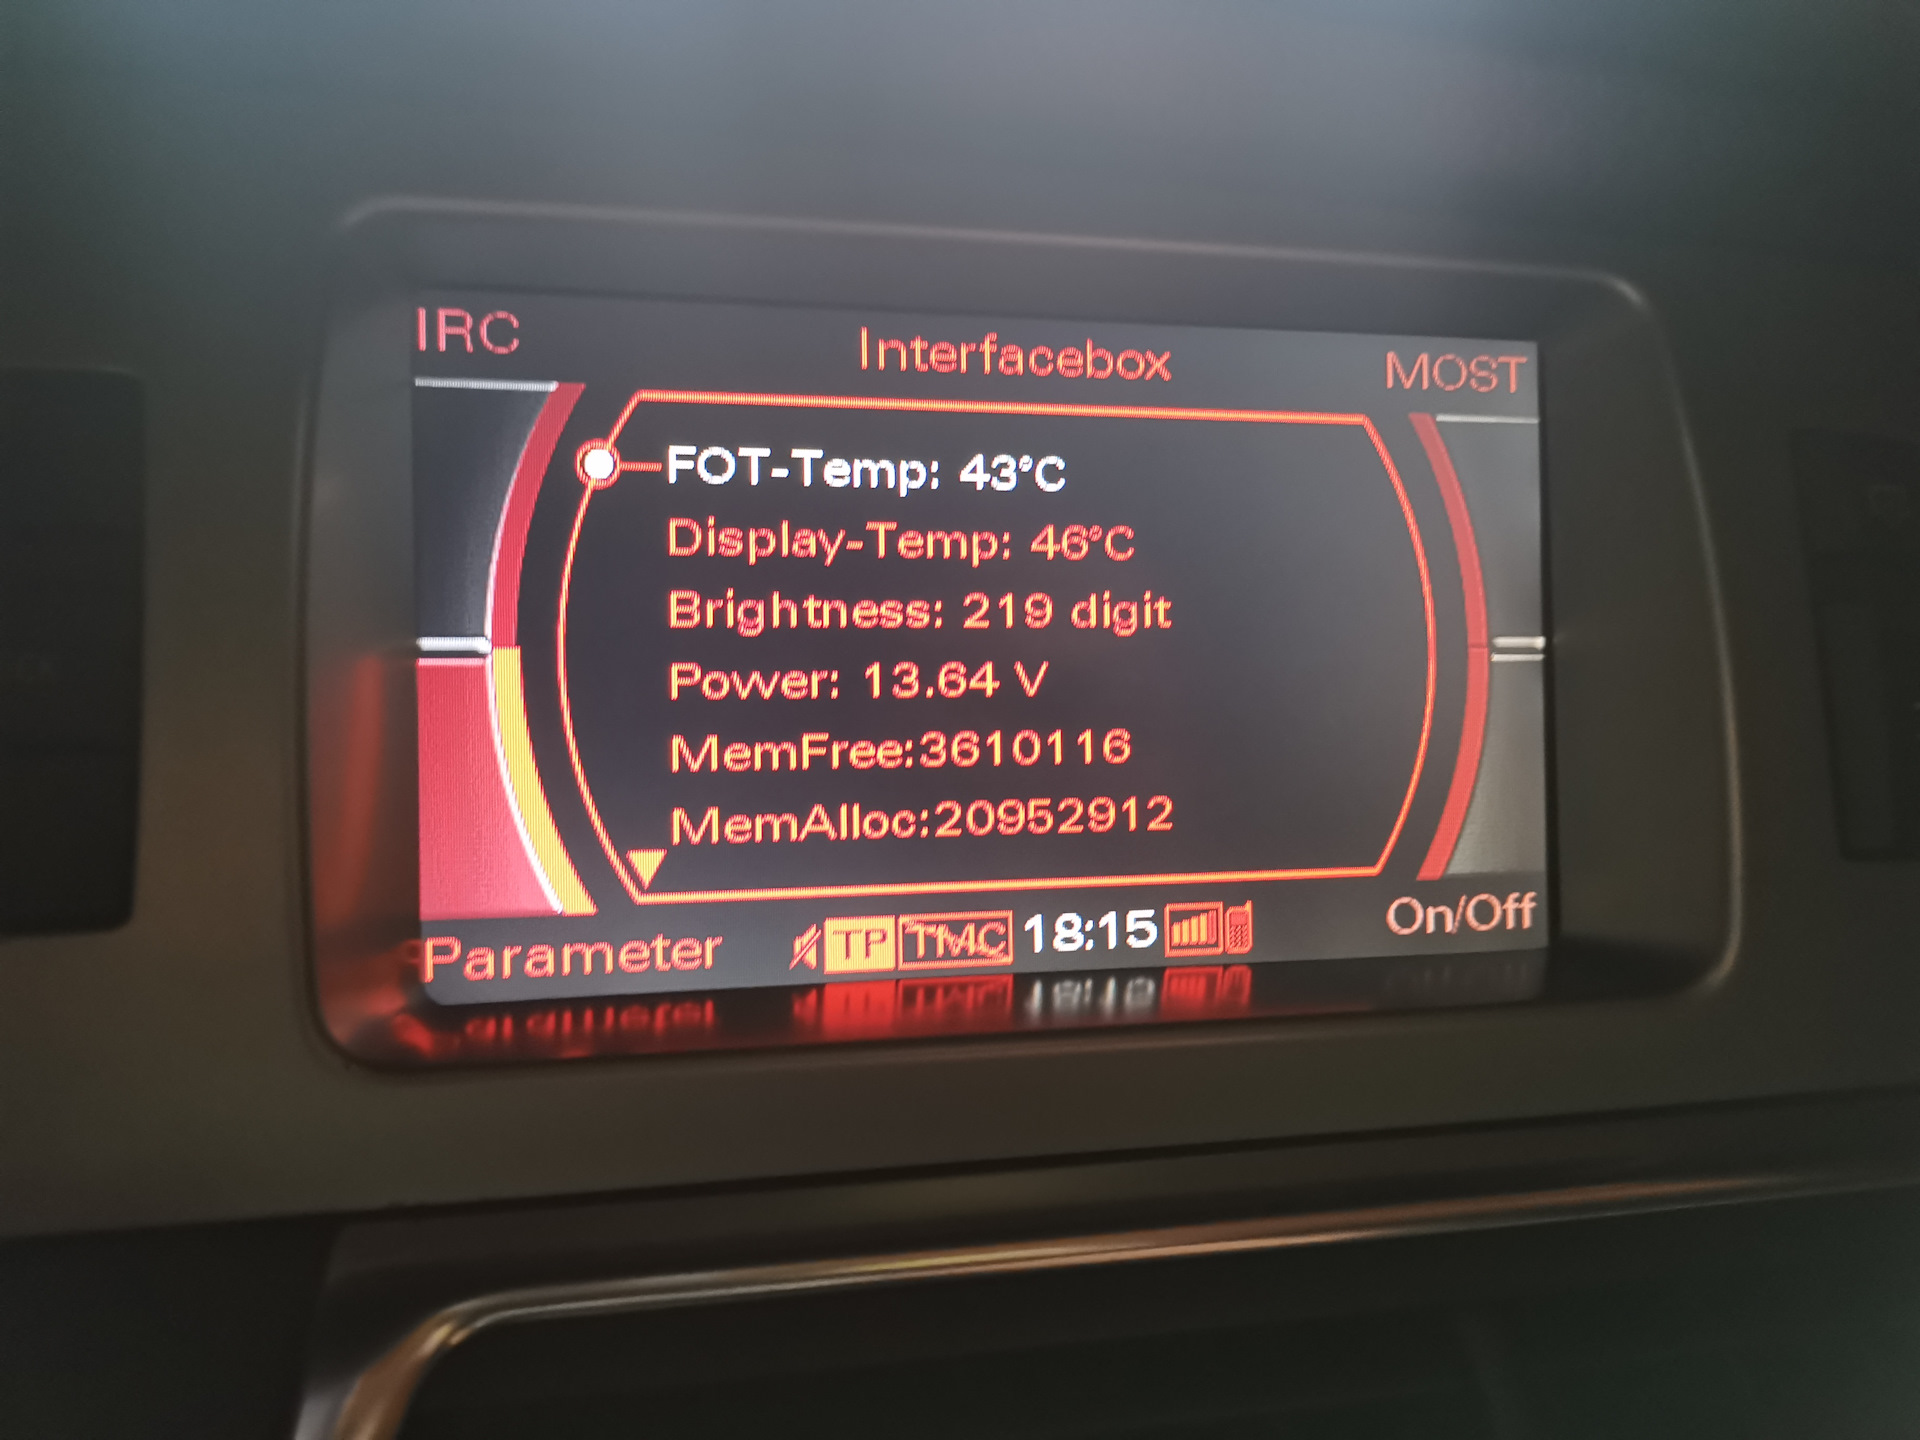 IRC
Interfacebox
MOST
FOT-Temp: 43°C
Display-Temp: 46°C
Brightness: 219 digit
Power: 13.64 V
MemFree:3610116
MemAlloc:20952912
Parameter
TP
TMC
18:15
On/Off